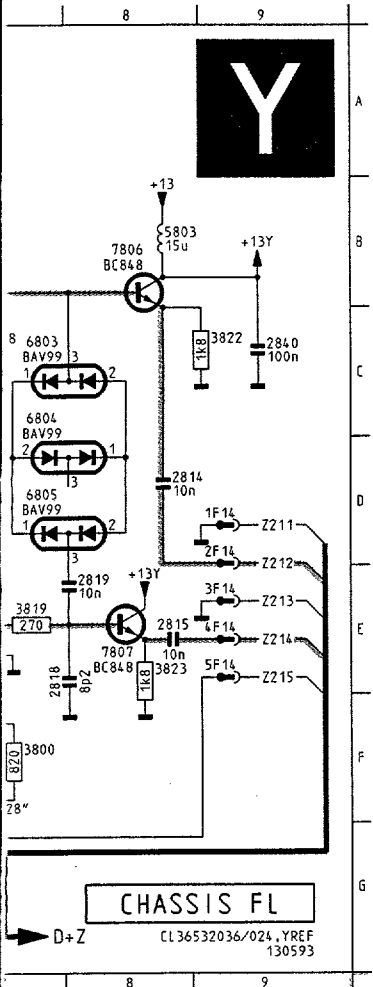 8 9
Y
A
+13
5803
15u
B
7806
BC848
+13Y
8
6803
BAV99
3
1 2
3822
1k8
2840
100n
C
6804
BAV99
2 1
3
2814
10n
D
6805
BAV99
1 2
3
1F14 Z211
2F14 Z212
2819
10n
+13Y
3819
270
3F14 Z213
E
2815
10n
4F14 Z214
7807
BC848
3823
1k8
2818
8p2
5F14 Z215
3800
820
F
28"
CHASSIS FL
G
D+Z
CL36532036/024.YREF
130593
8 9